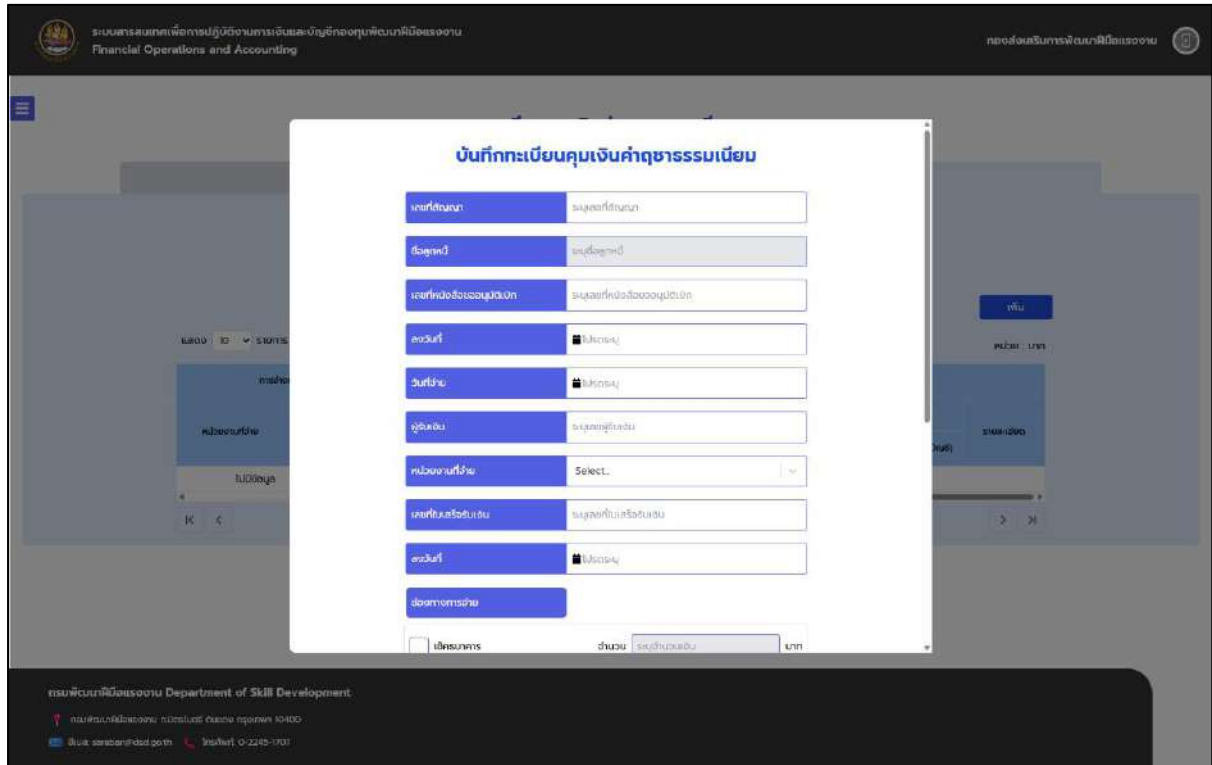 ระบบสารสนเทศเพื่อการปฏิบัติงานการเงินและบัญชีกองทุนพัฒนาฝีมือแรงงาน
Financial Operations and Accounting
กองส่งเสริมการพัฒนาฝีมือแรงงาน
บันทึกทะเบียนคุมเงินค่าฤชาธรรมเนียม
เลขที่สัญญา ระบุเลขที่สัญญา
ชื่อลูกหนี้ ระบุชื่อลูกหนี้
เลขที่หนังสือขออนุมัติเบิก ระบุเลขที่หนังสือขออนุมัติเบิก
เพิ่ม
แสดง 10 รายการ
ลงวันที่ โปรดระบุ
หน่วย : บาท
วันที่จ่าย โปรดระบุ
ผู้รับเงิน ระบุเลขผู้รับเงิน
หน่วยงานที่จ่าย
รายละเอียด
หน่วยงานที่จ่าย Select..
ไม่มีข้อมูล
เลขที่ใบเสร็จรับเงิน ระบุเลขที่ใบเสร็จรับเงิน
ลงวันที่ โปรดระบุ
ช่องทางการจ่าย
เช็คธนาคาร จำนวน ระบุจำนวนเงิน บาท
กรมพัฒนาฝีมือแรงงาน Department of Skill Development
กรมพัฒนาฝีมือแรงงาน ถ.มิตรไมตรี ดินแดง กรุงเทพฯ 10400
อีเมล: saraban@dsd.go.th โทรศัพท์: 0-2245-1707